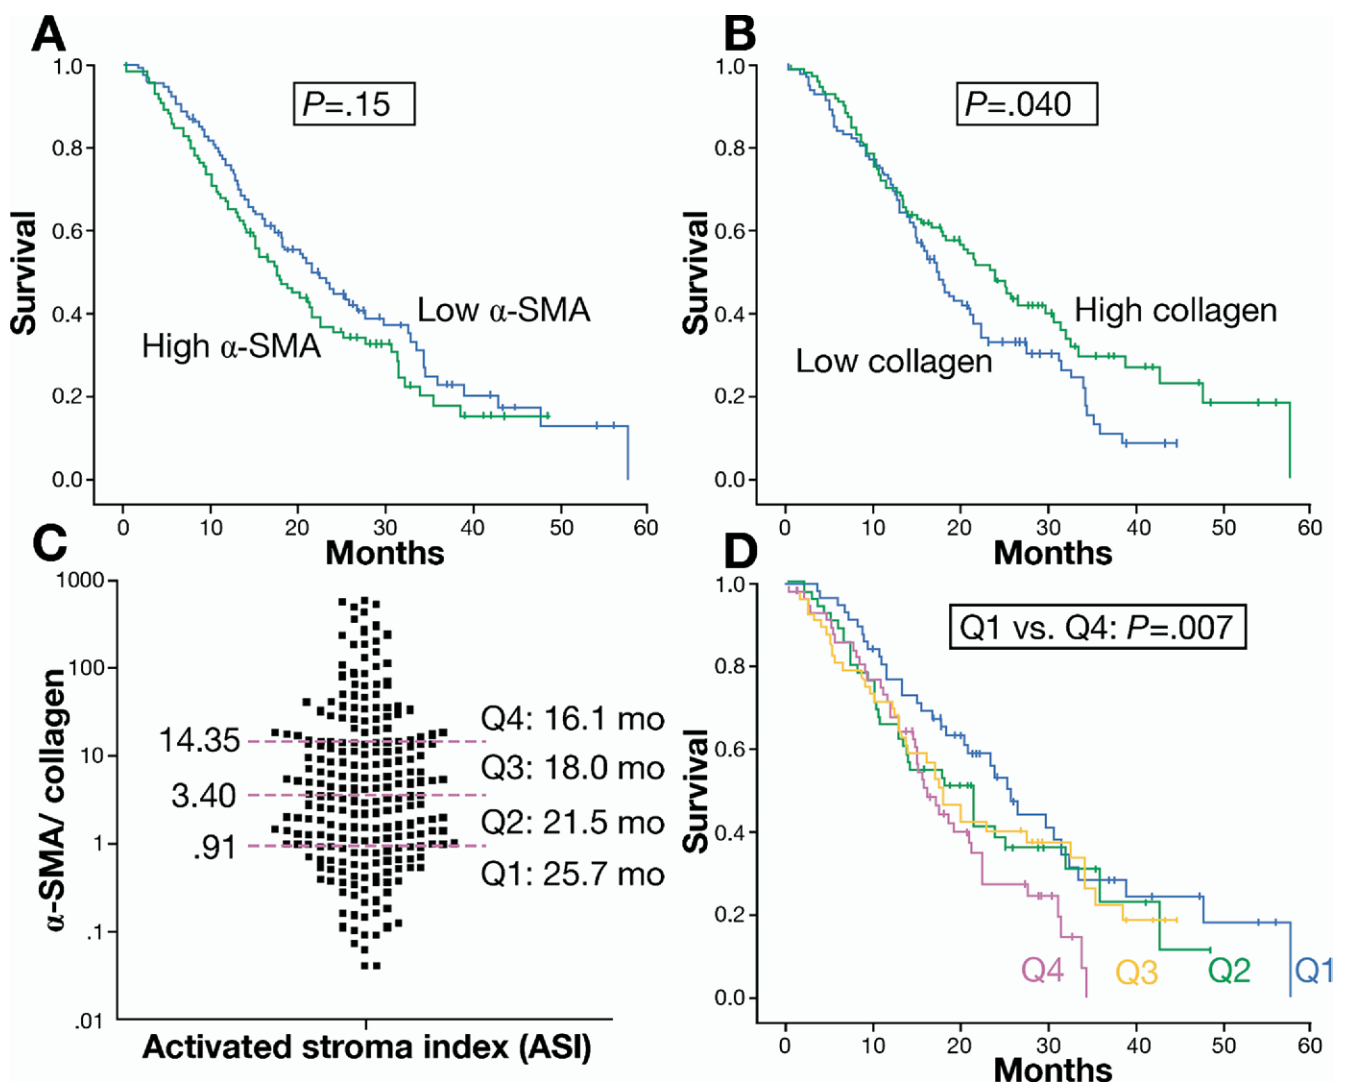 A
1.0
0.8
0.6
0.4
0.2
0.0
Survival
P=.15
Low α-SMA
High α-SMA
0 10 20 30 40 50 60
Months
B
1.0
0.8
0.6
0.4
0.2
0.0
Survival
P=.040
High collagen
Low collagen
0 10 20 30 40 50 60
Months
C
1000
100
10
1
.1
.01
α-SMA/ collagen
14.35
3.40
.91
Q4: 16.1 mo
Q3: 18.0 mo
Q2: 21.5 mo
Q1: 25.7 mo
Activated stroma index (ASI)
D
1.0
0.8
0.6
0.4
0.2
0.0
Survival
Q1 vs. Q4: P=.007
Q4 Q3 Q2 Q1
0 10 20 30 40 50 60
Months